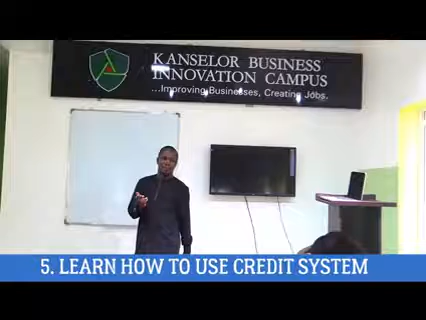 KANSELOR BUSINESS
INNOVATION CAMPUS
...Improving Businesses, Creating Jobs.
5. LEARN HOW TO USE CREDIT SYSTEM